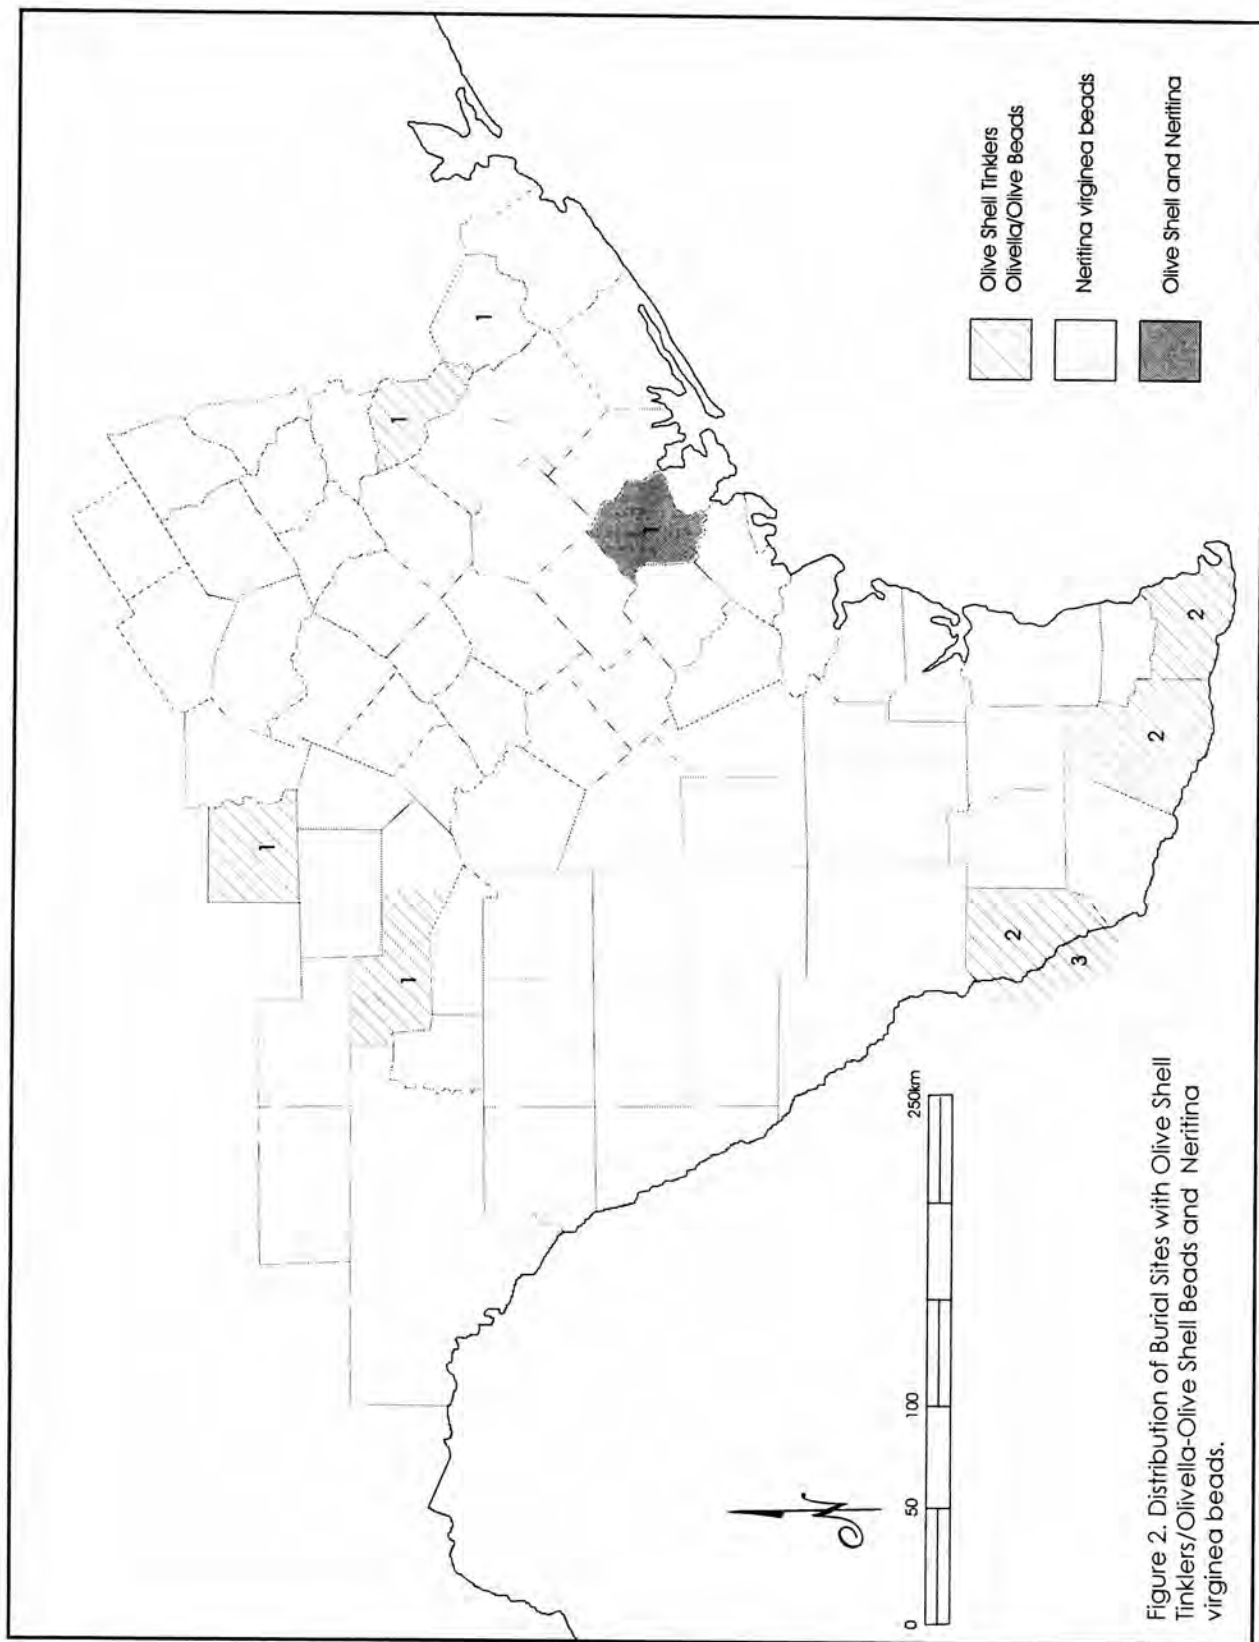 1
1
1
1
1
2
2
2
3
Olive Shell Tinklers
Olivella/Olive Beads
Neritina virginea beads
Olive Shell and Neritina
0
50
100
250km
N
Figure 2. Distribution of Burial Sites with Olive Shell
Tinklers/Olivella-Olive Shell Beads and Neritina
virginea beads.